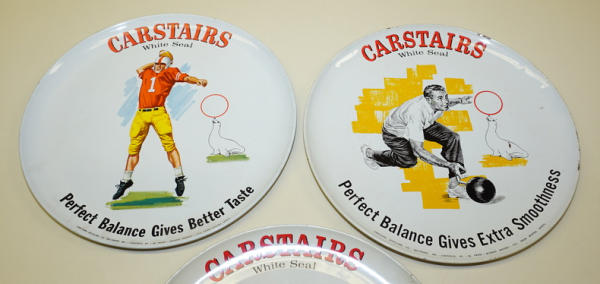 CARSTAIRS
White Seal
1
Perfect Balance Gives Better Taste
CARSTAIRS
White Seal
Perfect Balance Gives Extra Smoothness
CARSTAIRS
White Seal